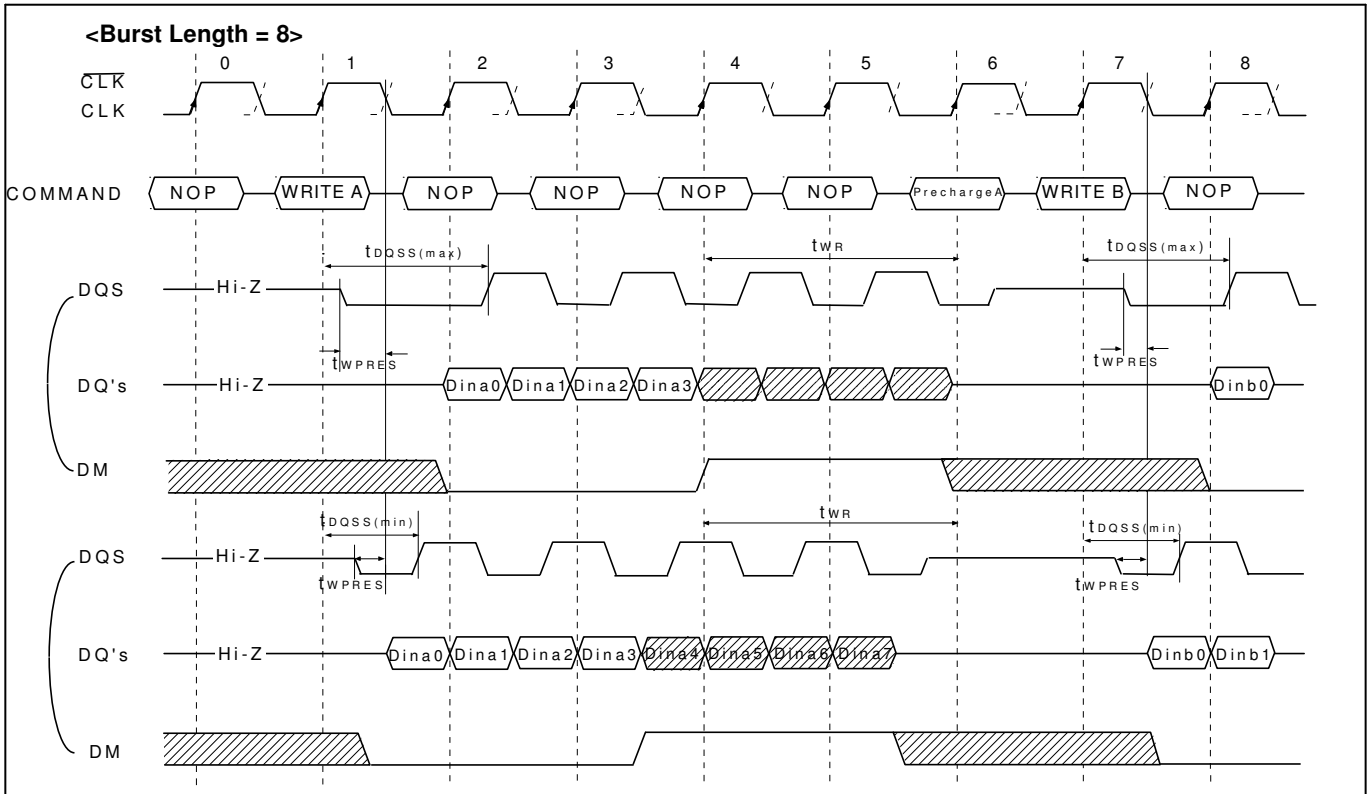 <Burst Length = 8>
0 1 2 3 4 5 6 7 8
CLK
CLK
COMMAND NOP WRITE A NOP NOP NOP NOP PrechargeA WRITE B NOP
tDQSS(max) tWR tDQSS(max)
DQS Hi-Z
tWPRES tWPRES
DQ's Hi-Z Dina0 Dina1 Dina2 Dina3 Dinb0
DM
tDQSS(min) tWR tDQSS(min)
DQS Hi-Z
tWPRES tWPRES
DQ's Hi-Z Dina0 Dina1 Dina2 Dina3 Dina4 Dina5 Dina6 Dina7 Dinb0 Dinb1
DM